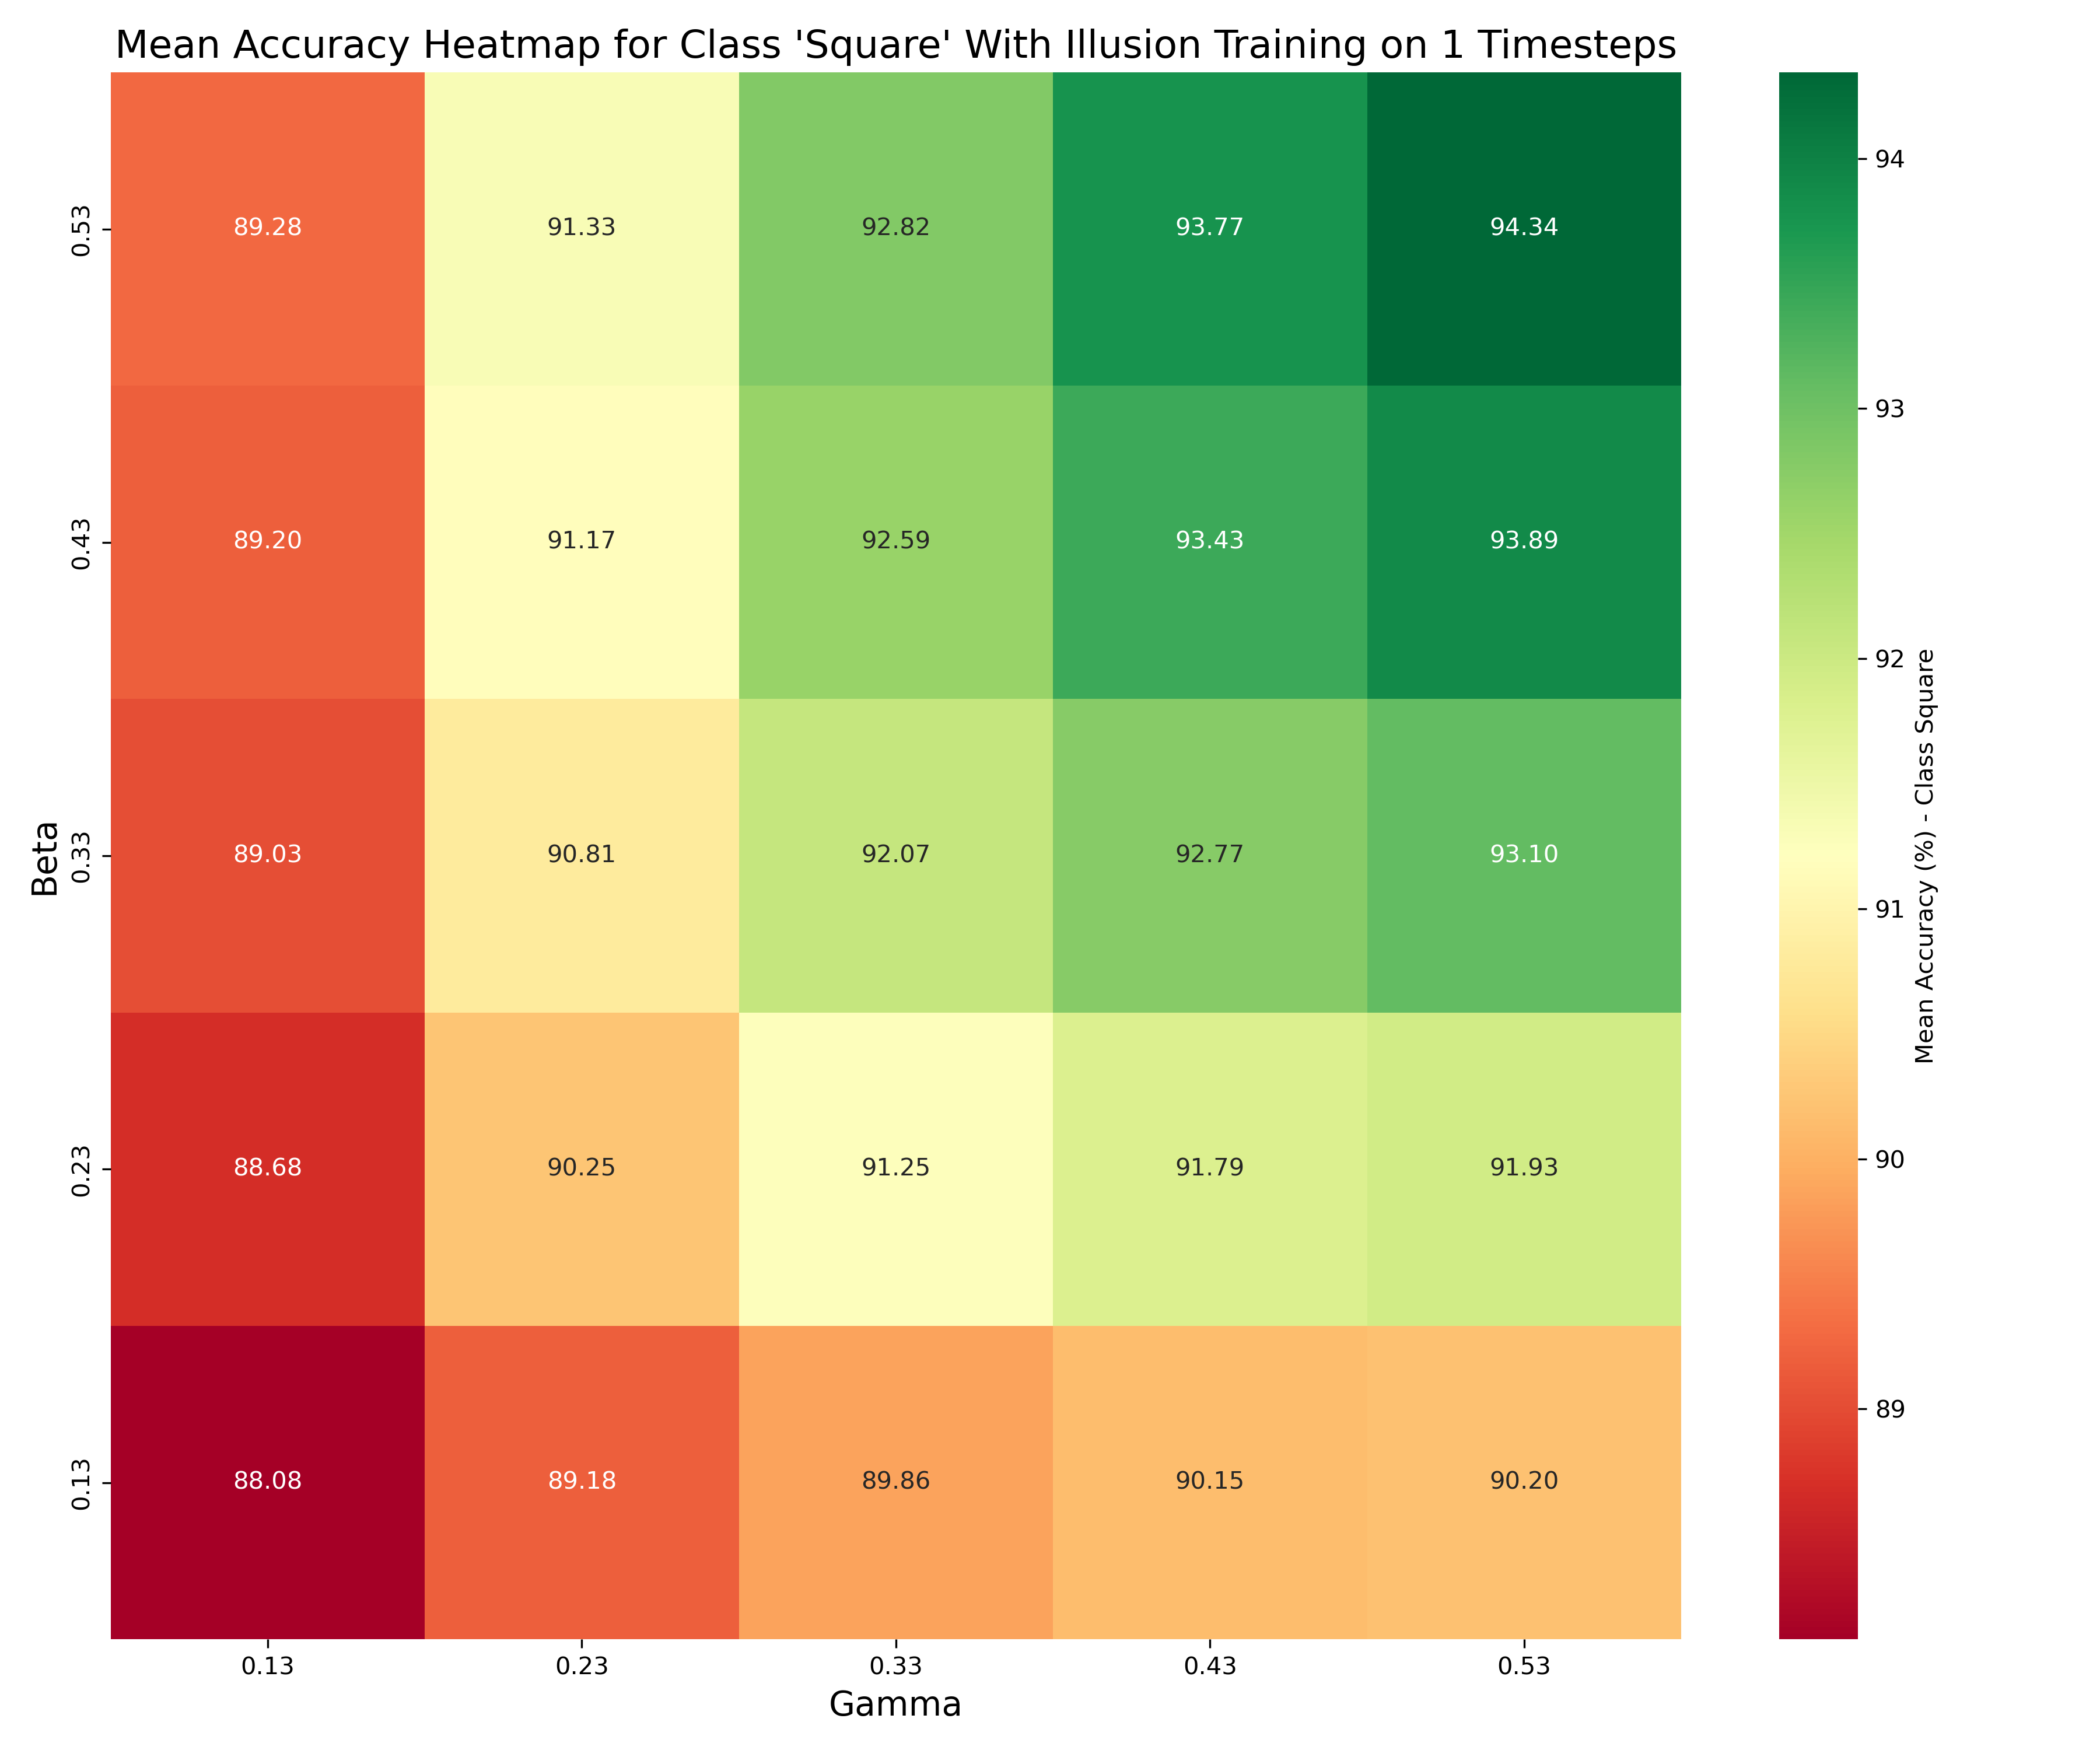 Mean Accuracy Heatmap for Class 'Square' With Illusion Training on 1 Timesteps
Beta
0.53
89.28 91.33 92.82 93.77 94.34
0.43
89.20 91.17 92.59 93.43 93.89
0.33
89.03 90.81 92.07 92.77 93.10
0.23
88.68 90.25 91.25 91.79 91.93
0.13
88.08 89.18 89.86 90.15 90.20
0.13 0.23 0.33 0.43 0.53
Gamma
94
93
92
91
90
89
Mean Accuracy (%) - Class Square